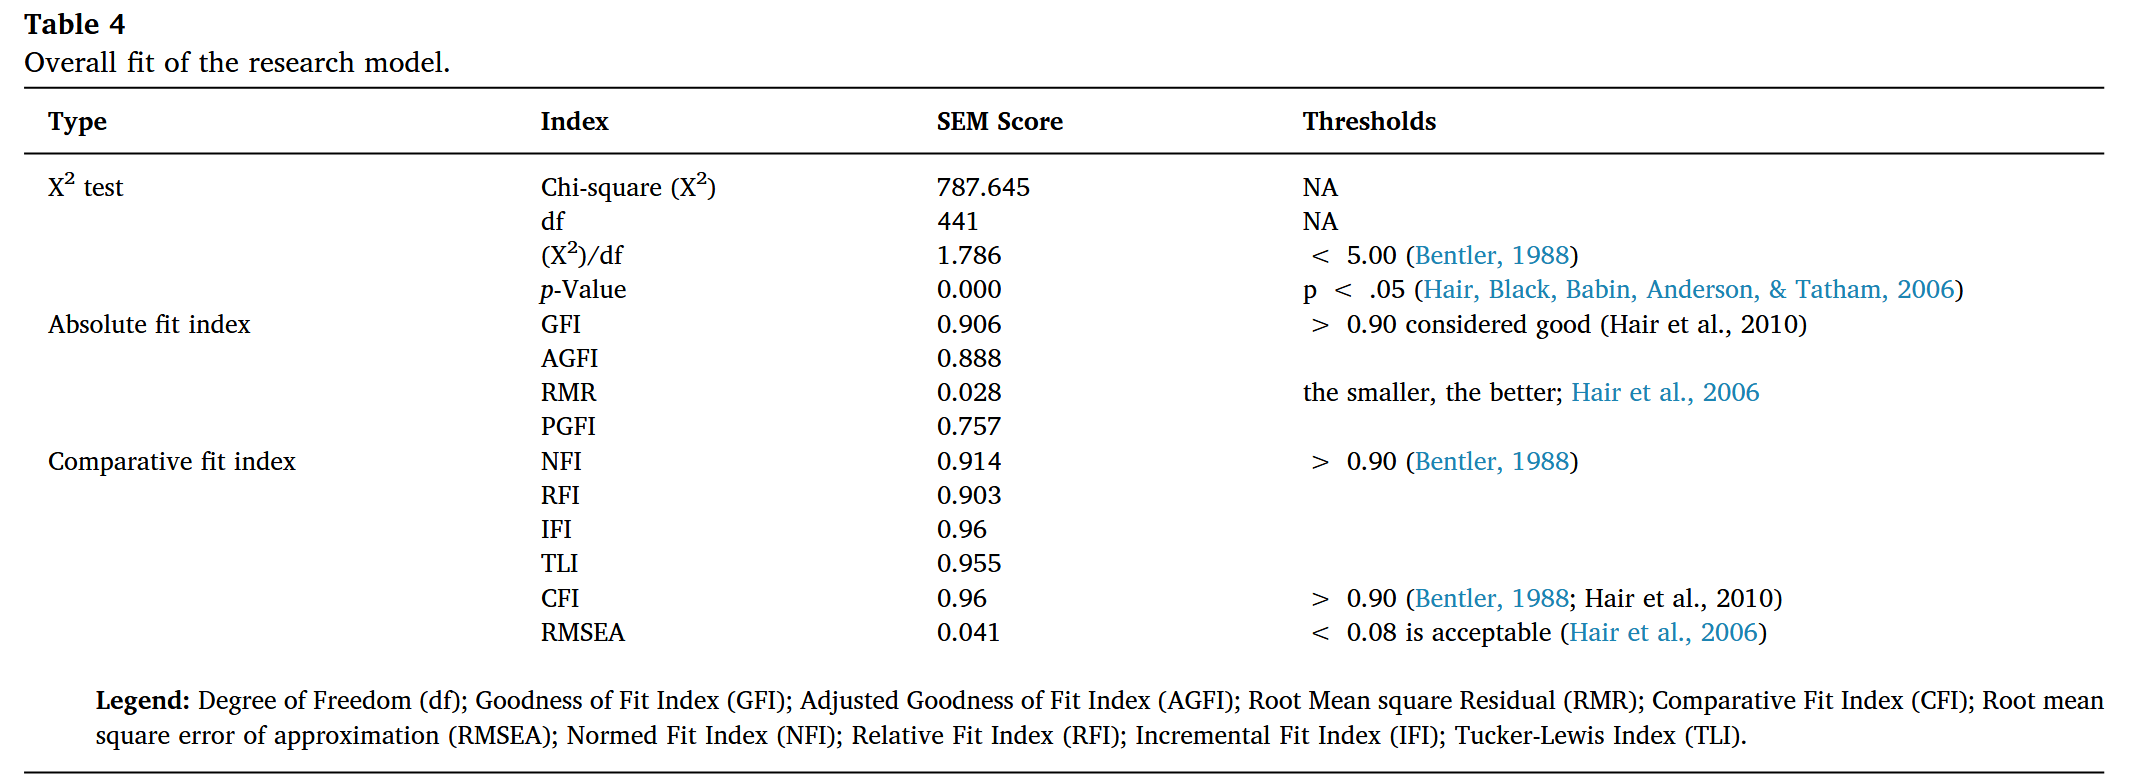 Table 4
Overall fit of the research model.
Type Index SEM Score Thresholds
X² test Chi-square (X²) 787.645 NA
df 441 NA
(X²)/df 1.786 < 5.00 (Bentler, 1988)
p-Value 0.000 p < .05 (Hair, Black, Babin, Anderson, & Tatham, 2006)
Absolute fit index GFI 0.906 > 0.90 considered good (Hair et al., 2010)
AGFI 0.888
RMR 0.028 the smaller, the better; Hair et al., 2006
PGFI 0.757
Comparative fit index NFI 0.914 > 0.90 (Bentler, 1988)
RFI 0.903
IFI 0.96
TLI 0.955
CFI 0.96 > 0.90 (Bentler, 1988; Hair et al., 2010)
RMSEA 0.041 < 0.08 is acceptable (Hair et al., 2006)
Legend: Degree of Freedom (df); Goodness of Fit Index (GFI); Adjusted Goodness of Fit Index (AGFI); Root Mean square Residual (RMR); Comparative Fit Index (CFI); Root mean
square error of approximation (RMSEA); Normed Fit Index (NFI); Relative Fit Index (RFI); Incremental Fit Index (IFI); Tucker-Lewis Index (TLI).